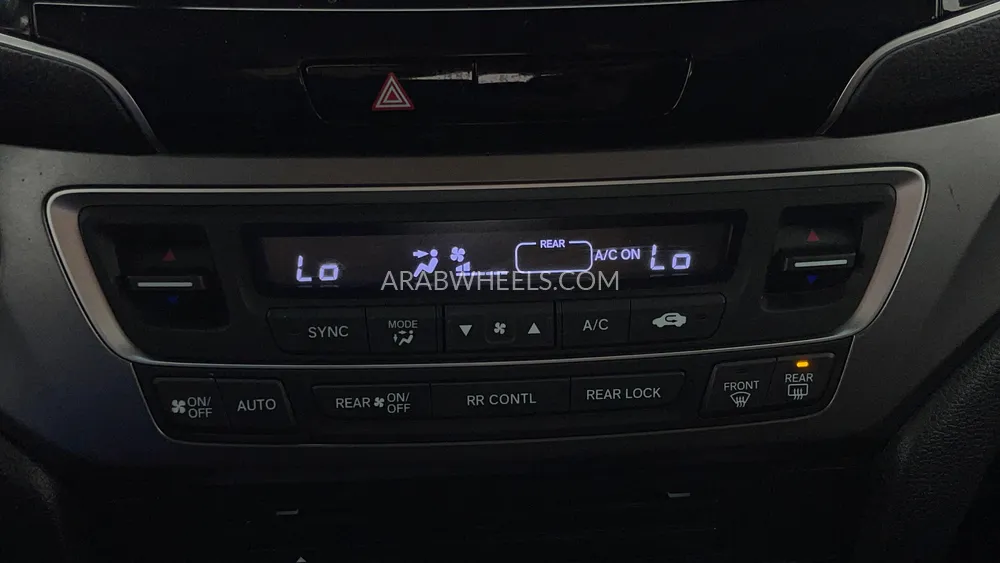 REAR
Lo A/C ON Lo
ARABWHEELS.COM
SYNC MODE A/C
ON/OFF AUTO REAR ON/OFF RR CONTL REAR LOCK FRONT REAR